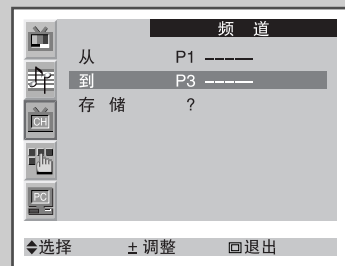 频 道
从 P1 –––––
到 P3 –––––
存 储 ?
CH
PC
◆选择 ±调整 回退出